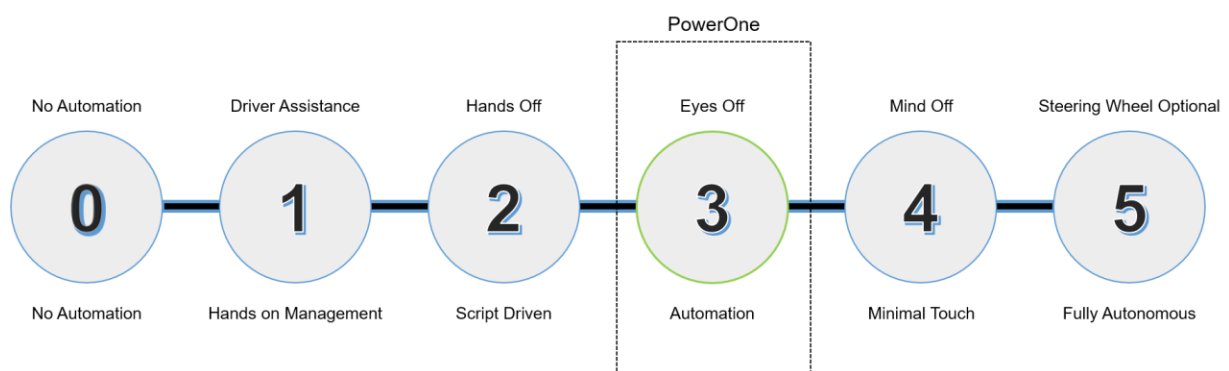 PowerOne
No Automation
Driver Assistance
Hands Off
Eyes Off
Mind Off
Steering Wheel Optional
0
1
2
3
4
5
No Automation
Hands on Management
Script Driven
Automation
Minimal Touch
Fully Autonomous